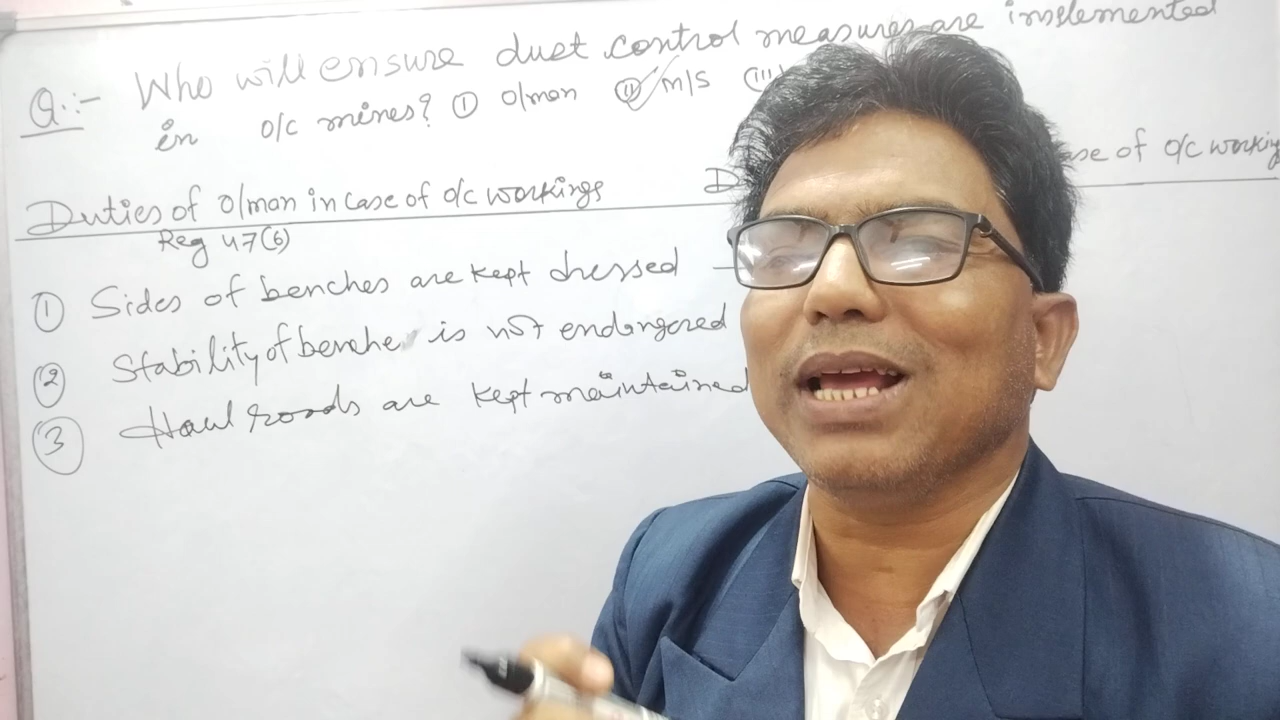 Q:- Who will ensure dust control measures are implemented
in o/c mines? (i) o/man (ii) m/s (iii)
Duties of o/man in case of o/c workings
ase of o/c working
Reg 47(6)
1 Sides of benches are kept dressed -
2 Stability of benche is not endangered
3 Haul roads are kept maintained